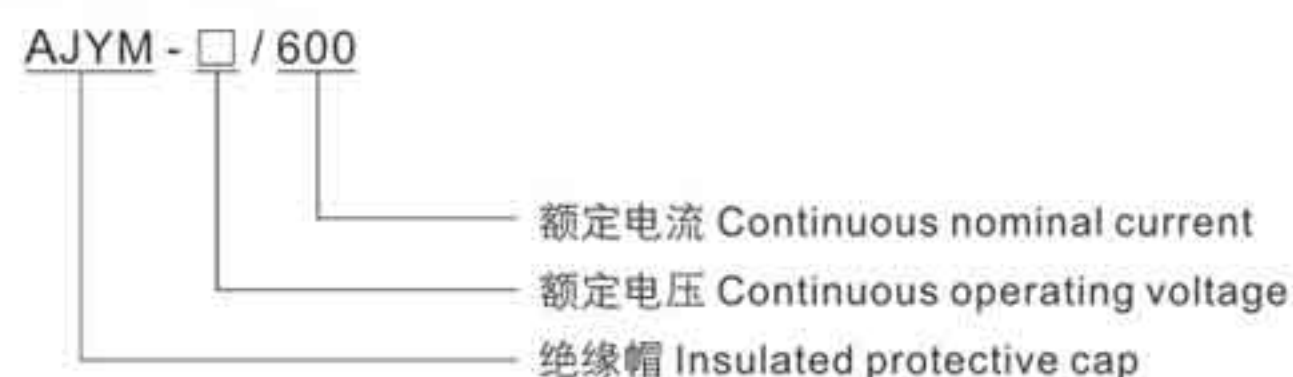 AJYM - □ / 600
额定电流 Continuous nominal current
额定电压 Continuous operating voltage
绝缘帽 Insulated protective cap